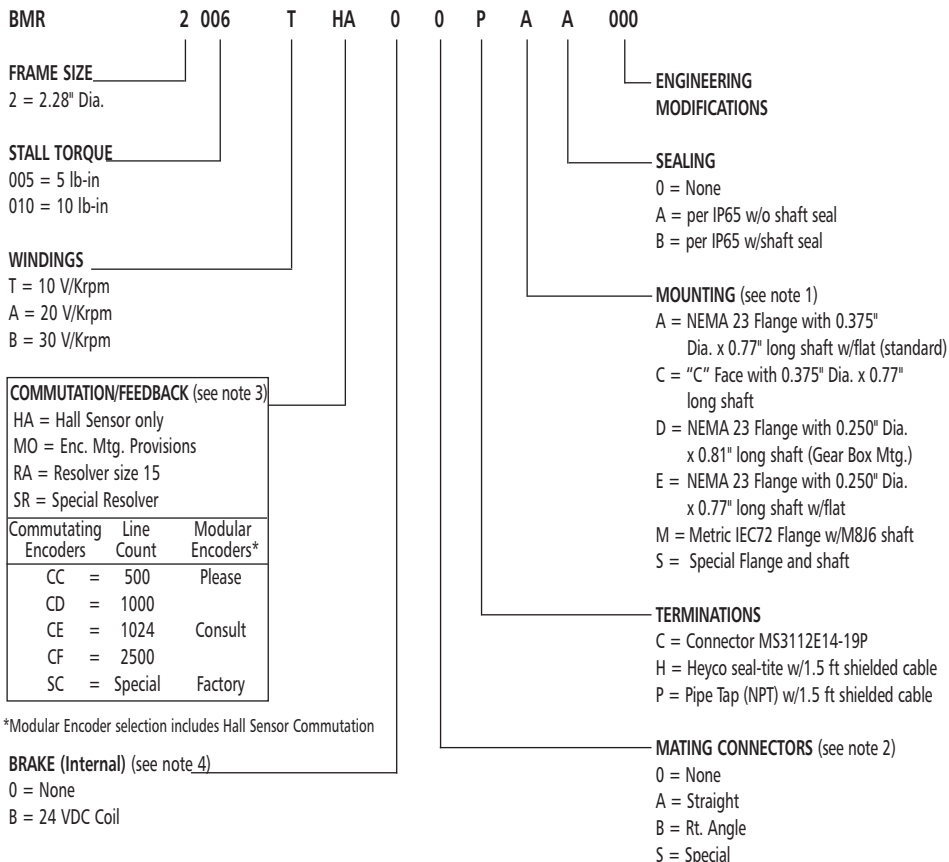 BMR 2 006 T HA 0 0 P A A 000
FRAME SIZE
2 = 2.28" Dia.
STALL TORQUE
005 = 5 lb-in
010 = 10 lb-in
WINDINGS
T = 10 V/Krpm
A = 20 V/Krpm
B = 30 V/Krpm
COMMUTATION/FEEDBACK (see note 3)
HA = Hall Sensor only
MO = Enc. Mtg. Provisions
RA = Resolver size 15
SR = Special Resolver
Commutating Line Modular
Encoders Count Encoders*
CC = 500 Please
CD = 1000
CE = 1024 Consult
CF = 2500
SC = Special Factory
*Modular Encoder selection includes Hall Sensor Commutation
BRAKE (Internal) (see note 4)
0 = None
B = 24 VDC Coil
ENGINEERING
MODIFICATIONS
SEALING
0 = None
A = per IP65 w/o shaft seal
B = per IP65 w/shaft seal
MOUNTING (see note 1)
A = NEMA 23 Flange with 0.375"
Dia. x 0.77" long shaft w/flat (standard)
C = “C” Face with 0.375" Dia. x 0.77"
long shaft
D = NEMA 23 Flange with 0.250" Dia.
x 0.81" long shaft (Gear Box Mtg.)
E = NEMA 23 Flange with 0.250" Dia.
x 0.77" long shaft w/flat
M = Metric IEC72 Flange w/M8J6 shaft
S = Special Flange and shaft
TERMINATIONS
C = Connector MS3112E14-19P
H = Heyco seal-tite w/1.5 ft shielded cable
P = Pipe Tap (NPT) w/1.5 ft shielded cable
MATING CONNECTORS (see note 2)
0 = None
A = Straight
B = Rt. Angle
S = Special